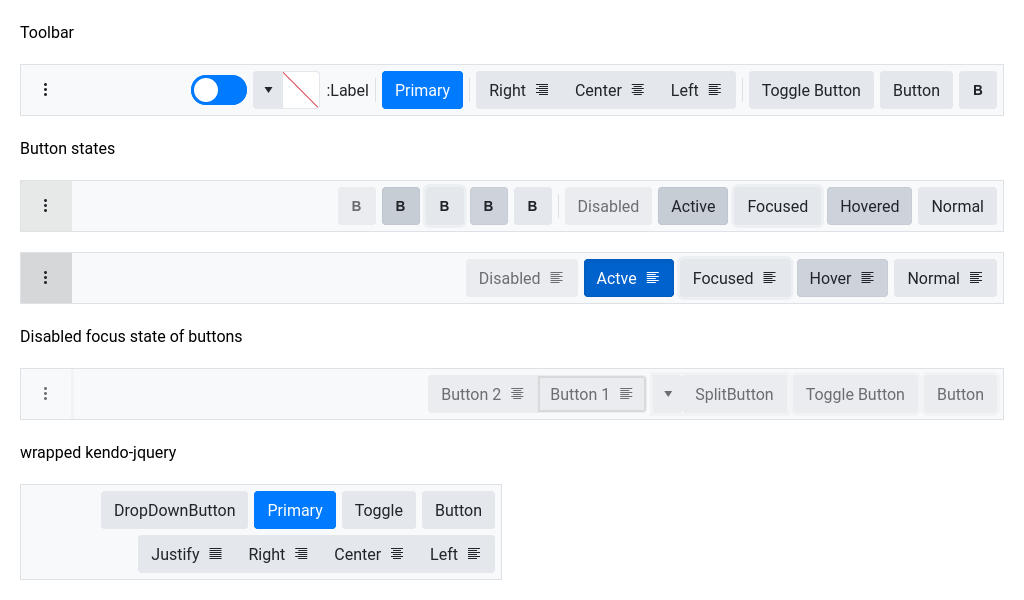 Toolbar
:Label Primary Right Center Left Toggle Button Button B
Button states
B B B B B Disabled Active Focused Hovered Normal
Disabled Actve Focused Hover Normal
Disabled focus state of buttons
Button 2 Button 1 SplitButton Toggle Button Button
wrapped kendo-jquery
DropDownButton Primary Toggle Button
Justify Right Center Left